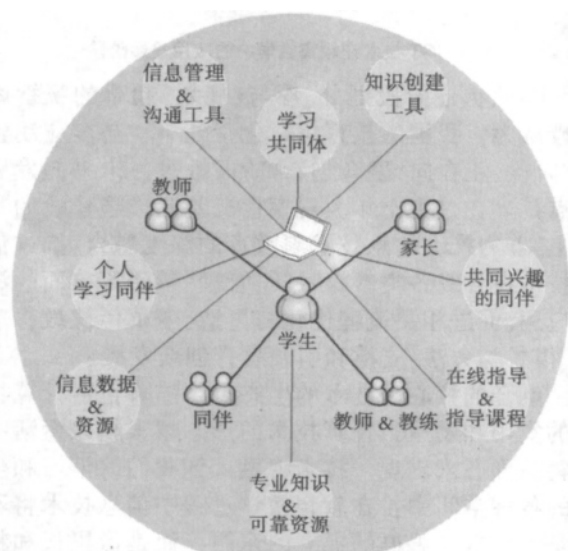 信息管理
&
沟通工具
知识创建
工具
学习
共同体
教师
家长
个人
学习同伴
共同兴趣
的同伴
学生
信息数据
&
资源
同伴
教师 & 教练
在线指导
&
指导课程
专业知识
&
可靠资源